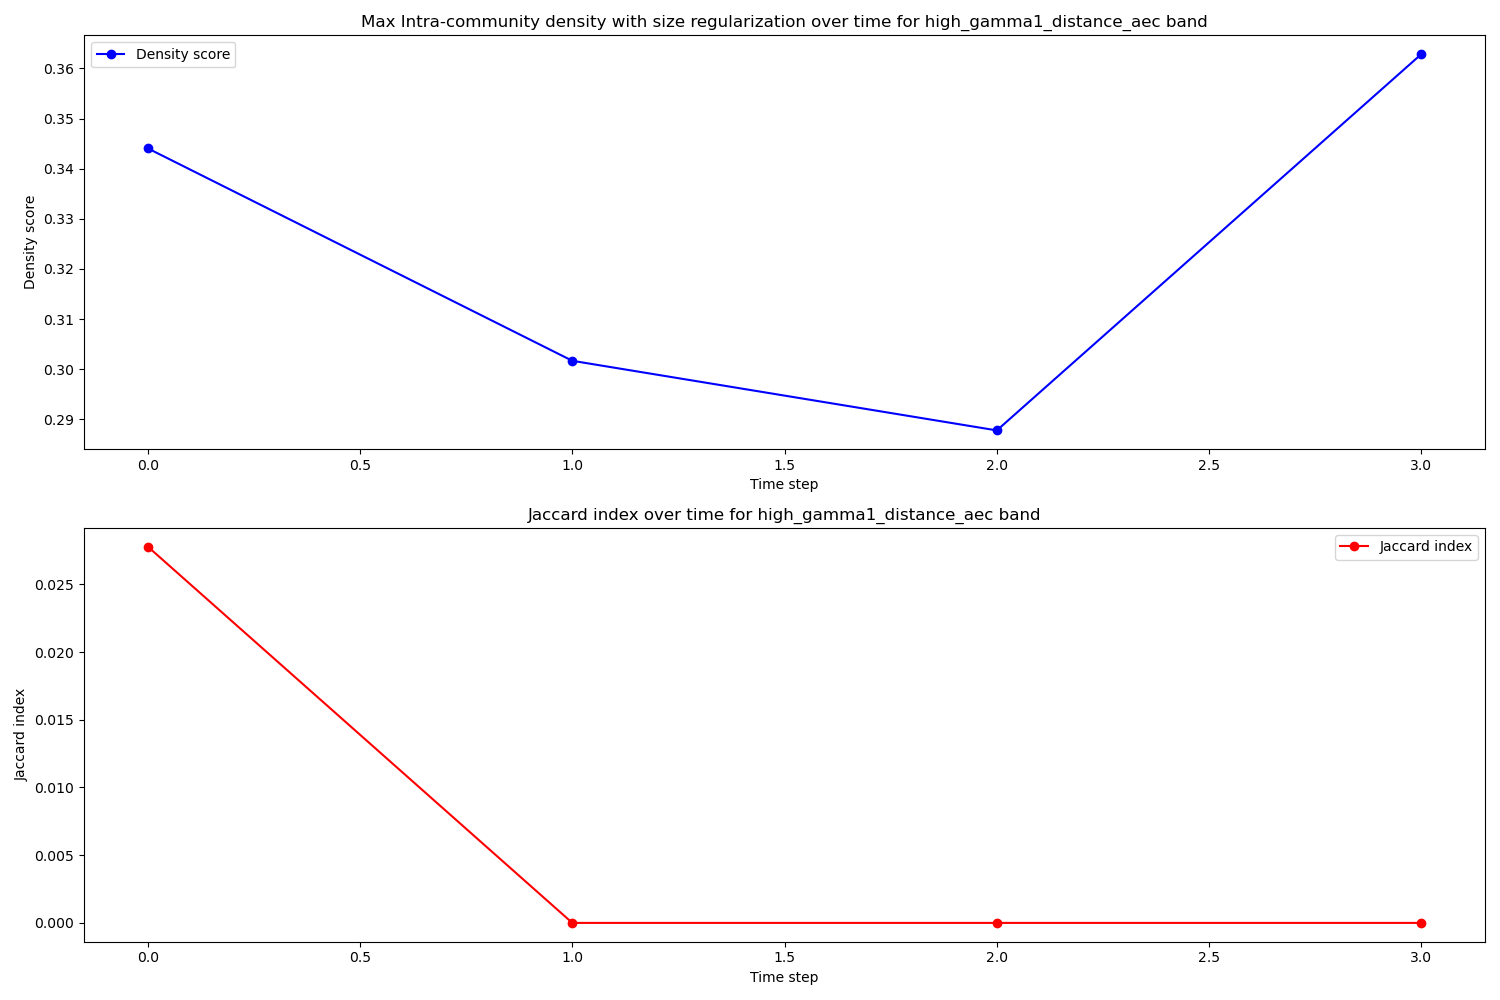 Max Intra-community density with size regularization over time for high_gamma1_distance_aec band
Density score
0.36
0.35
0.34
0.33
0.32
0.31
0.30
0.29
Density score
0.0 0.5 1.0 1.5 2.0 2.5 3.0
Time step
Jaccard index over time for high_gamma1_distance_aec band
Jaccard index
0.025
0.020
0.015
0.010
0.005
0.000
Jaccard index
0.0 0.5 1.0 1.5 2.0 2.5 3.0
Time step